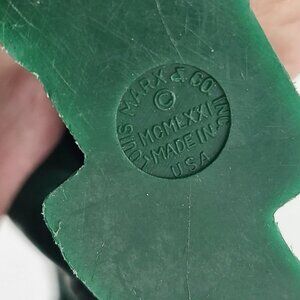 LOUIS MARX & CO. INC.
©
MCMLXXI
MADE IN
U S A